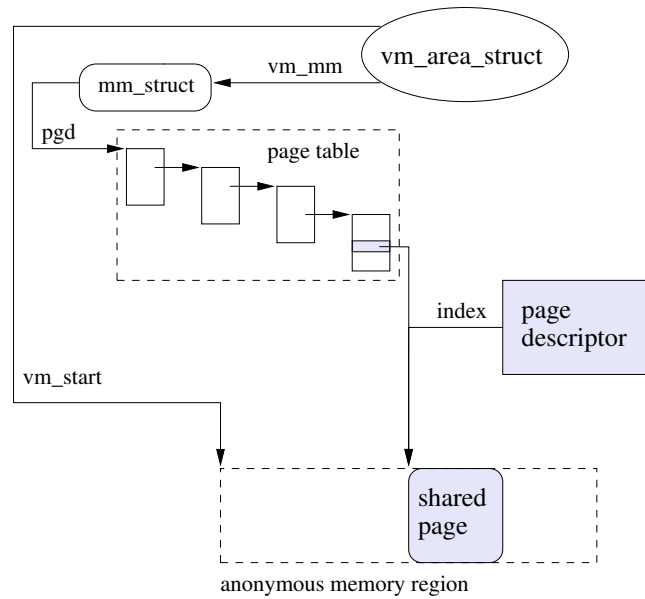 vm_area_struct
mm_struct
vm_mm
pgd
page table
index
page
descriptor
vm_start
shared
page
anonymous memory region